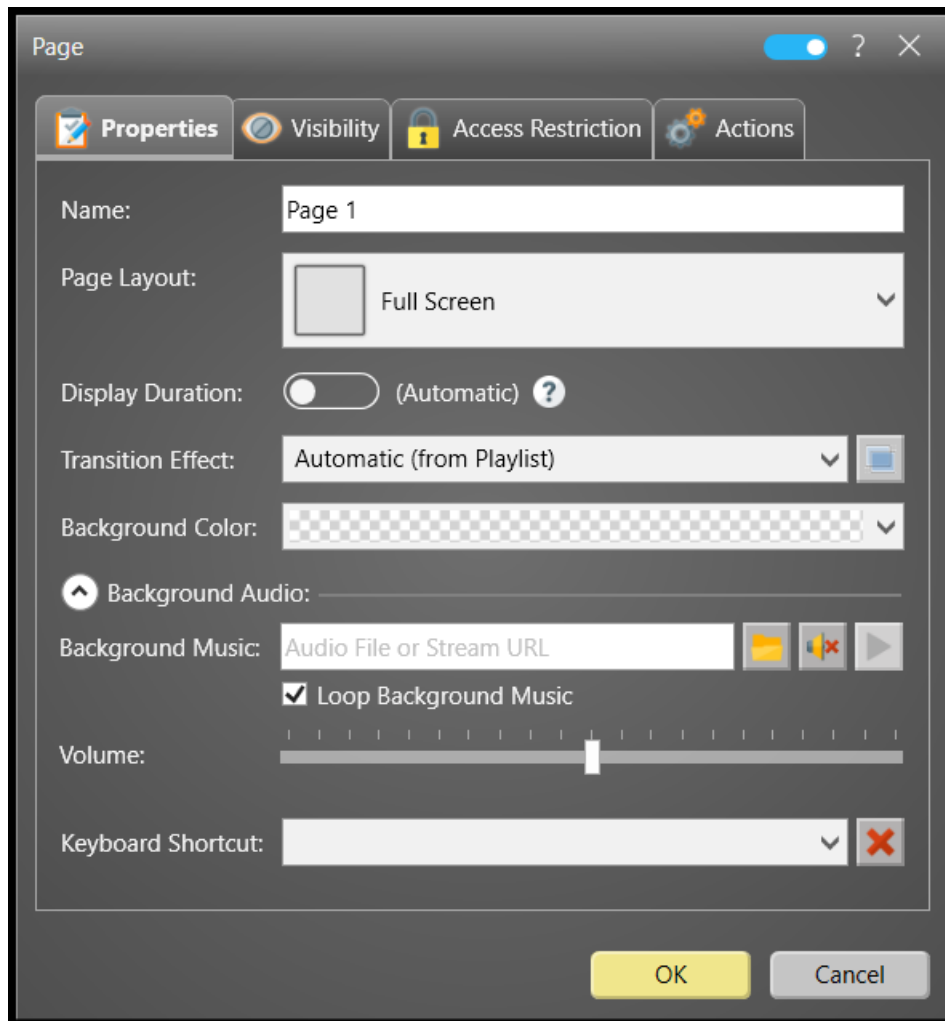 Page ?
Properties Visibility Access Restriction Actions
Name: Page 1
Page Layout: Full Screen
Display Duration: (Automatic) ?
Transition Effect: Automatic (from Playlist)
Background Color:
Background Audio:
Background Music: Audio File or Stream URL
Loop Background Music
Volume:
Keyboard Shortcut:
OK Cancel